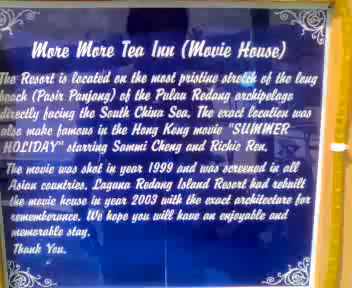 More More Tea Inn (Movie House)
The Resort is located on the most pristine stretch of the long
beach (Pasir Panjang) of the Pulau Redang archipelago
directly facing the South China Sea. The exact location was
also make famous in the Hong Kong movie "SUMMER
HOLIDAY" starring Sammi Cheng and Richie Ren.
The movie was shot in year 1999 and was screened in all
Asian countries. Laguna Redang Island Resort had rebuilt
the movie house in year 2003 with the exact architecture for
rememberance. We hope you will have an enjoyable and
memorable stay.
Thank You.